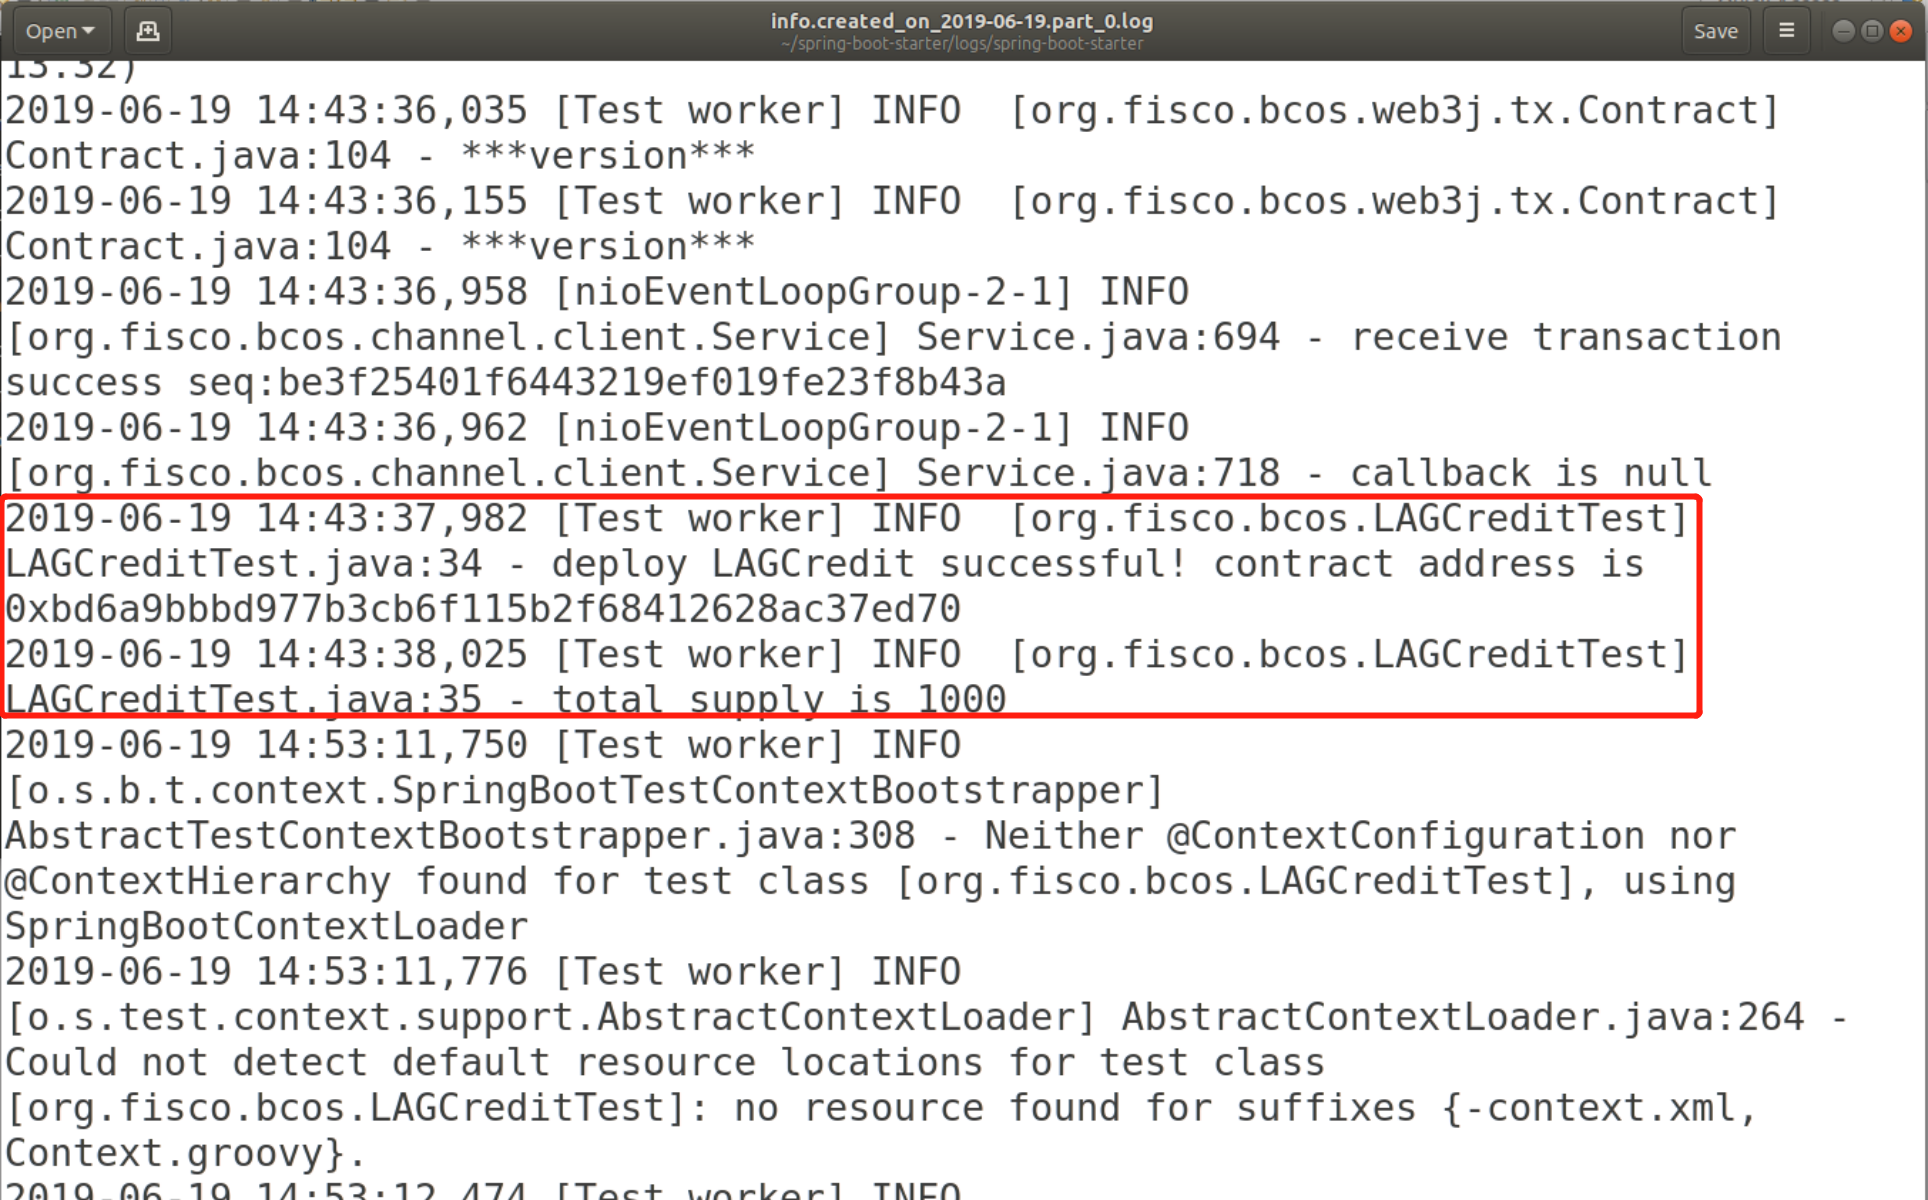 Open
info.created_on_2019-06-19.part_0.log
~/spring-boot-starter/logs/spring-boot-starter
Save
13.32)
2019-06-19 14:43:36,035 [Test worker] INFO  [org.fisco.bcos.web3j.tx.Contract]
Contract.java:104 - ***version***
2019-06-19 14:43:36,155 [Test worker] INFO  [org.fisco.bcos.web3j.tx.Contract]
Contract.java:104 - ***version***
2019-06-19 14:43:36,958 [nioEventLoopGroup-2-1] INFO
[org.fisco.bcos.channel.client.Service] Service.java:694 - receive transaction
success seq:be3f25401f6443219ef019fe23f8b43a
2019-06-19 14:43:36,962 [nioEventLoopGroup-2-1] INFO
[org.fisco.bcos.channel.client.Service] Service.java:718 - callback is null
2019-06-19 14:43:37,982 [Test worker] INFO  [org.fisco.bcos.LAGCreditTest]
LAGCreditTest.java:34 - deploy LAGCredit successful! contract address is
0xbd6a9bbbd977b3cb6f115b2f68412628ac37ed70
2019-06-19 14:43:38,025 [Test worker] INFO  [org.fisco.bcos.LAGCreditTest]
LAGCreditTest.java:35 - total supply is 1000
2019-06-19 14:53:11,750 [Test worker] INFO
[o.s.b.t.context.SpringBootTestContextBootstrapper]
AbstractTestContextBootstrapper.java:308 - Neither @ContextConfiguration nor
@ContextHierarchy found for test class [org.fisco.bcos.LAGCreditTest], using
SpringBootContextLoader
2019-06-19 14:53:11,776 [Test worker] INFO
[o.s.test.context.support.AbstractContextLoader] AbstractContextLoader.java:264 -
Could not detect default resource locations for test class
[org.fisco.bcos.LAGCreditTest]: no resource found for suffixes {-context.xml,
Context.groovy}.
2019-06-19 14:53:12,474 [Test worker] INFO